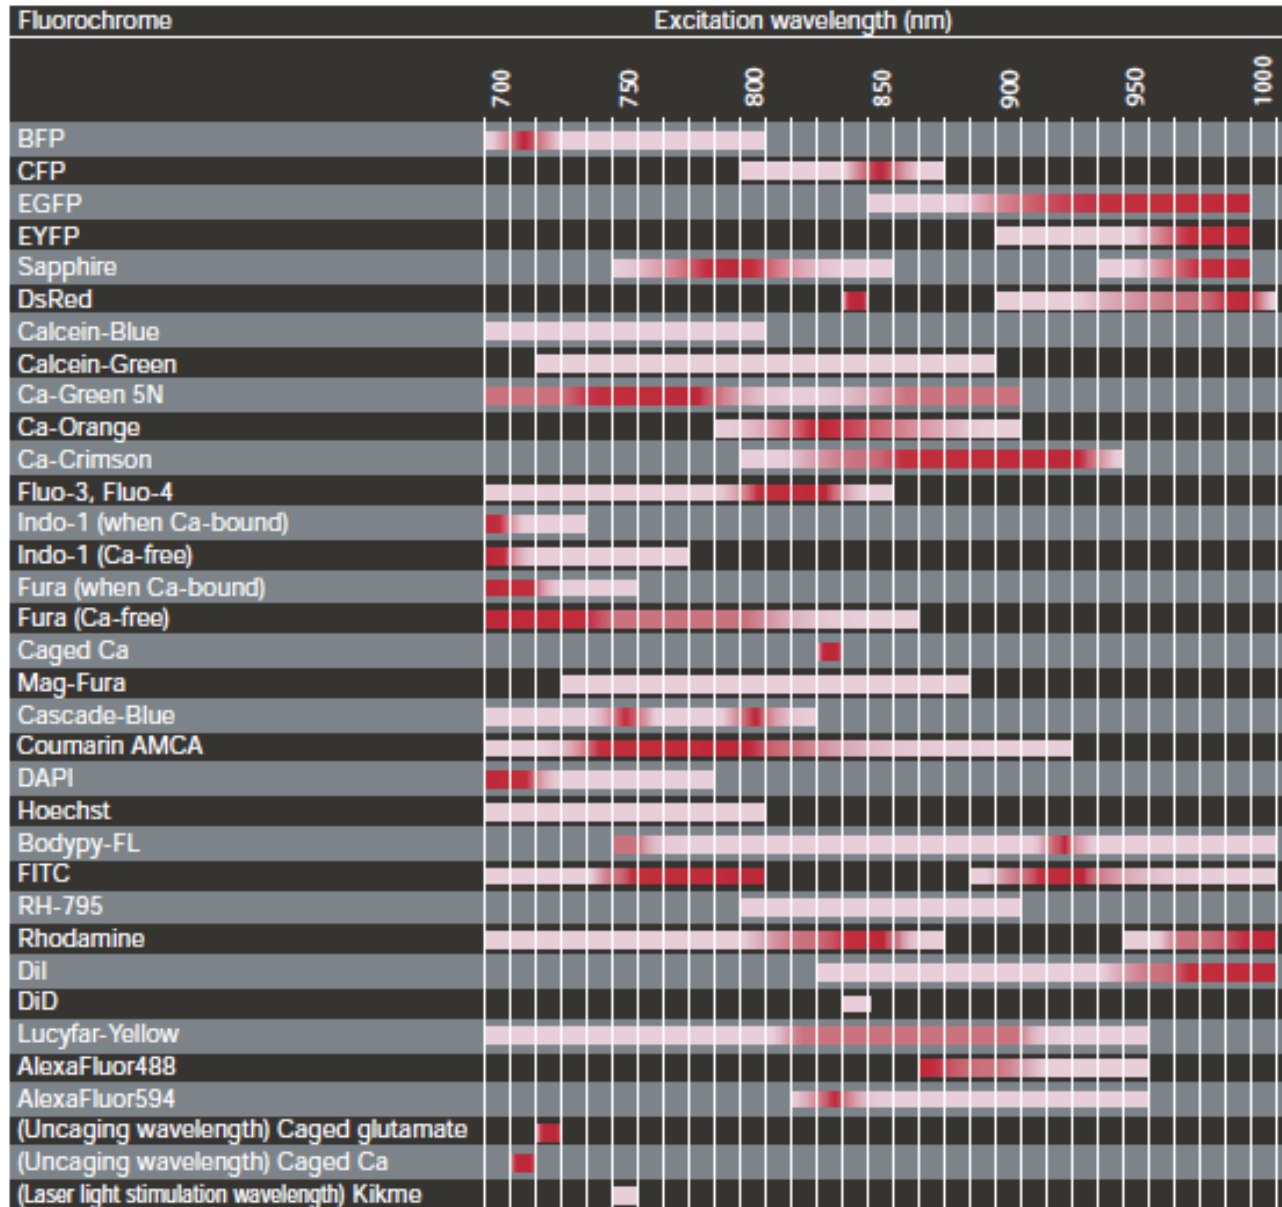 Fluorochrome Excitation wavelength (nm)
700 750 800 850 900 950 1000
BFP
CFP
EGFP
EYFP
Sapphire
DsRed
Calcein-Blue
Calcein-Green
Ca-Green 5N
Ca-Orange
Ca-Crimson
Fluo-3, Fluo-4
Indo-1 (when Ca-bound)
Indo-1 (Ca-free)
Fura (when Ca-bound)
Fura (Ca-free)
Caged Ca
Mag-Fura
Cascade-Blue
Coumarin AMCA
DAPI
Hoechst
Bodypy-FL
FITC
RH-795
Rhodamine
DiI
DiD
Lucyfar-Yellow
AlexaFluor488
AlexaFluor594
(Uncaging wavelength) Caged glutamate
(Uncaging wavelength) Caged Ca
(Laser light stimulation wavelength) Kikme